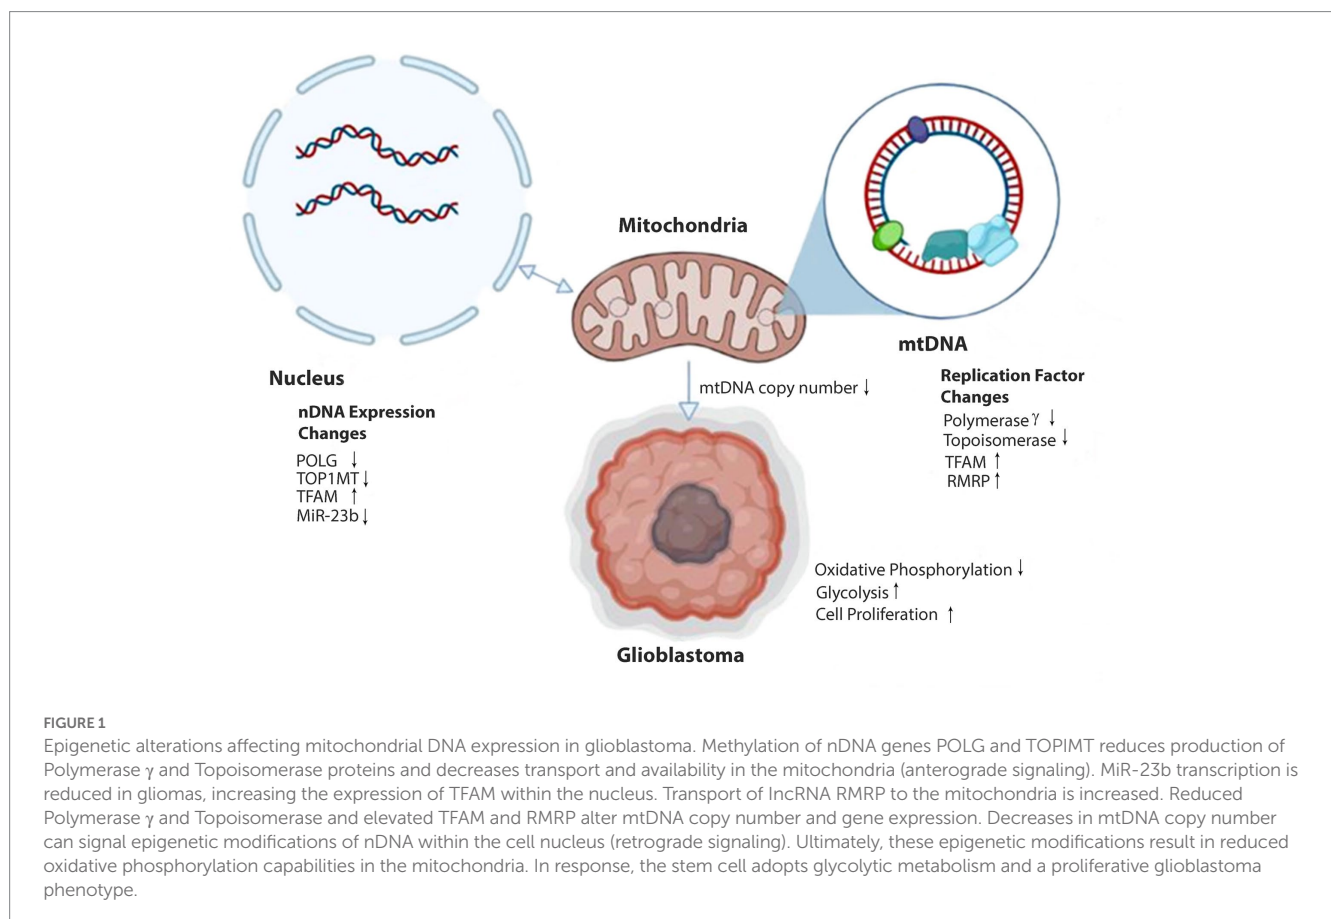 Mitochondria
mtDNA
Nucleus
Replication Factor
Changes
mtDNA copy number ↓
nDNA Expression
Changes
Polymerase γ ↓
Topoisomerase ↓
POLG ↓
TFAM ↑
TOP1MT ↓
RMRP ↑
TFAM ↑
MiR-23b ↓
Oxidative Phosphorylation ↓
Glycolysis ↑
Cell Proliferation ↑
Glioblastoma
FIGURE 1
Epigenetic alterations affecting mitochondrial DNA expression in glioblastoma. Methylation of nDNA genes POLG and TOPIMT reduces production of
Polymerase γ and Topoisomerase proteins and decreases transport and availability in the mitochondria (anterograde signaling). MiR-23b transcription is
reduced in gliomas, increasing the expression of TFAM within the nucleus. Transport of lncRNA RMRP to the mitochondria is increased. Reduced
Polymerase γ and Topoisomerase and elevated TFAM and RMRP alter mtDNA copy number and gene expression. Decreases in mtDNA copy number
can signal epigenetic modifications of nDNA within the cell nucleus (retrograde signaling). Ultimately, these epigenetic modifications result in reduced
oxidative phosphorylation capabilities in the mitochondria. In response, the stem cell adopts glycolytic metabolism and a proliferative glioblastoma
phenotype.